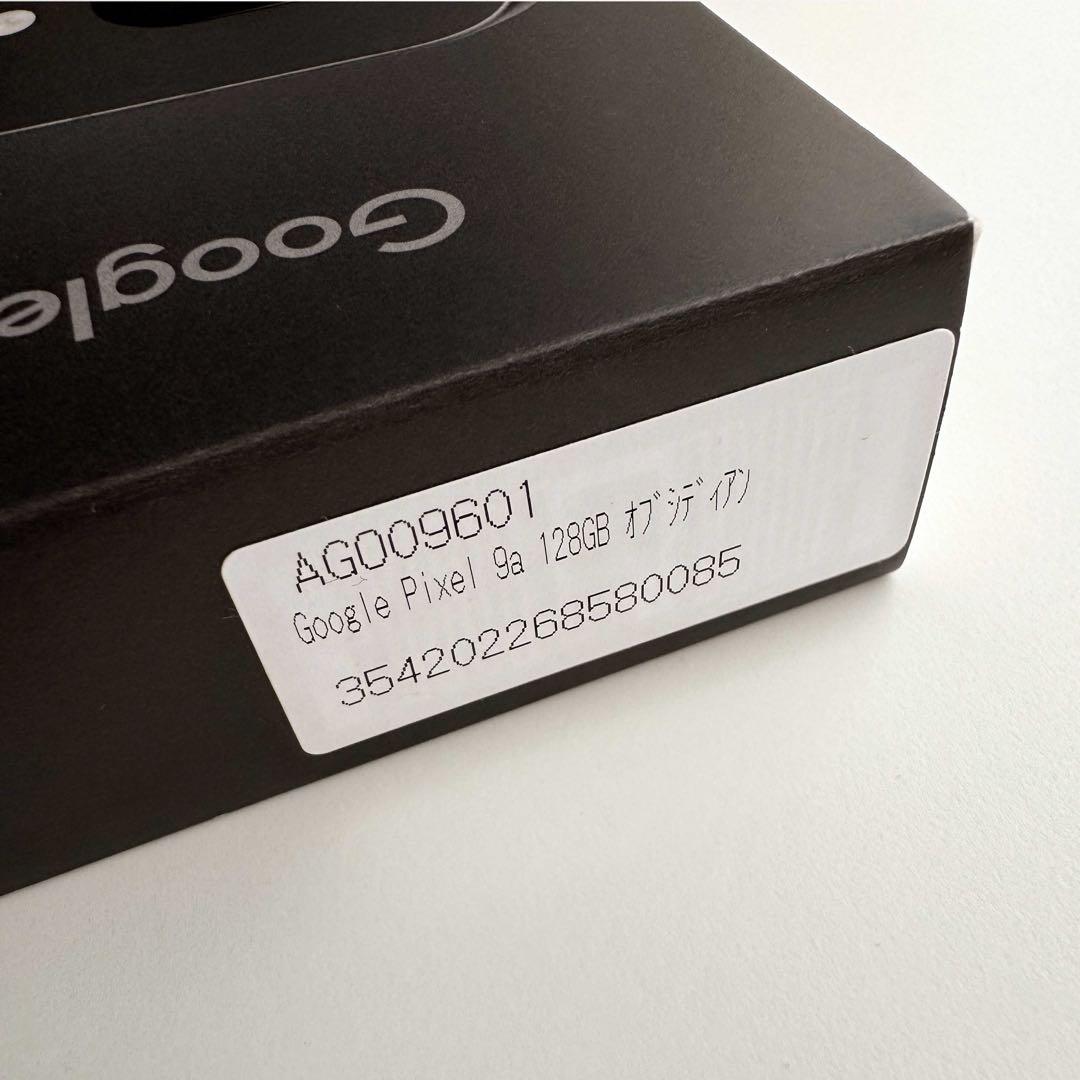 Google
AG009601
Google Pixel 9a 128GB ｵﾌﾞｼﾃﾞｨｱﾝ
354202268580085